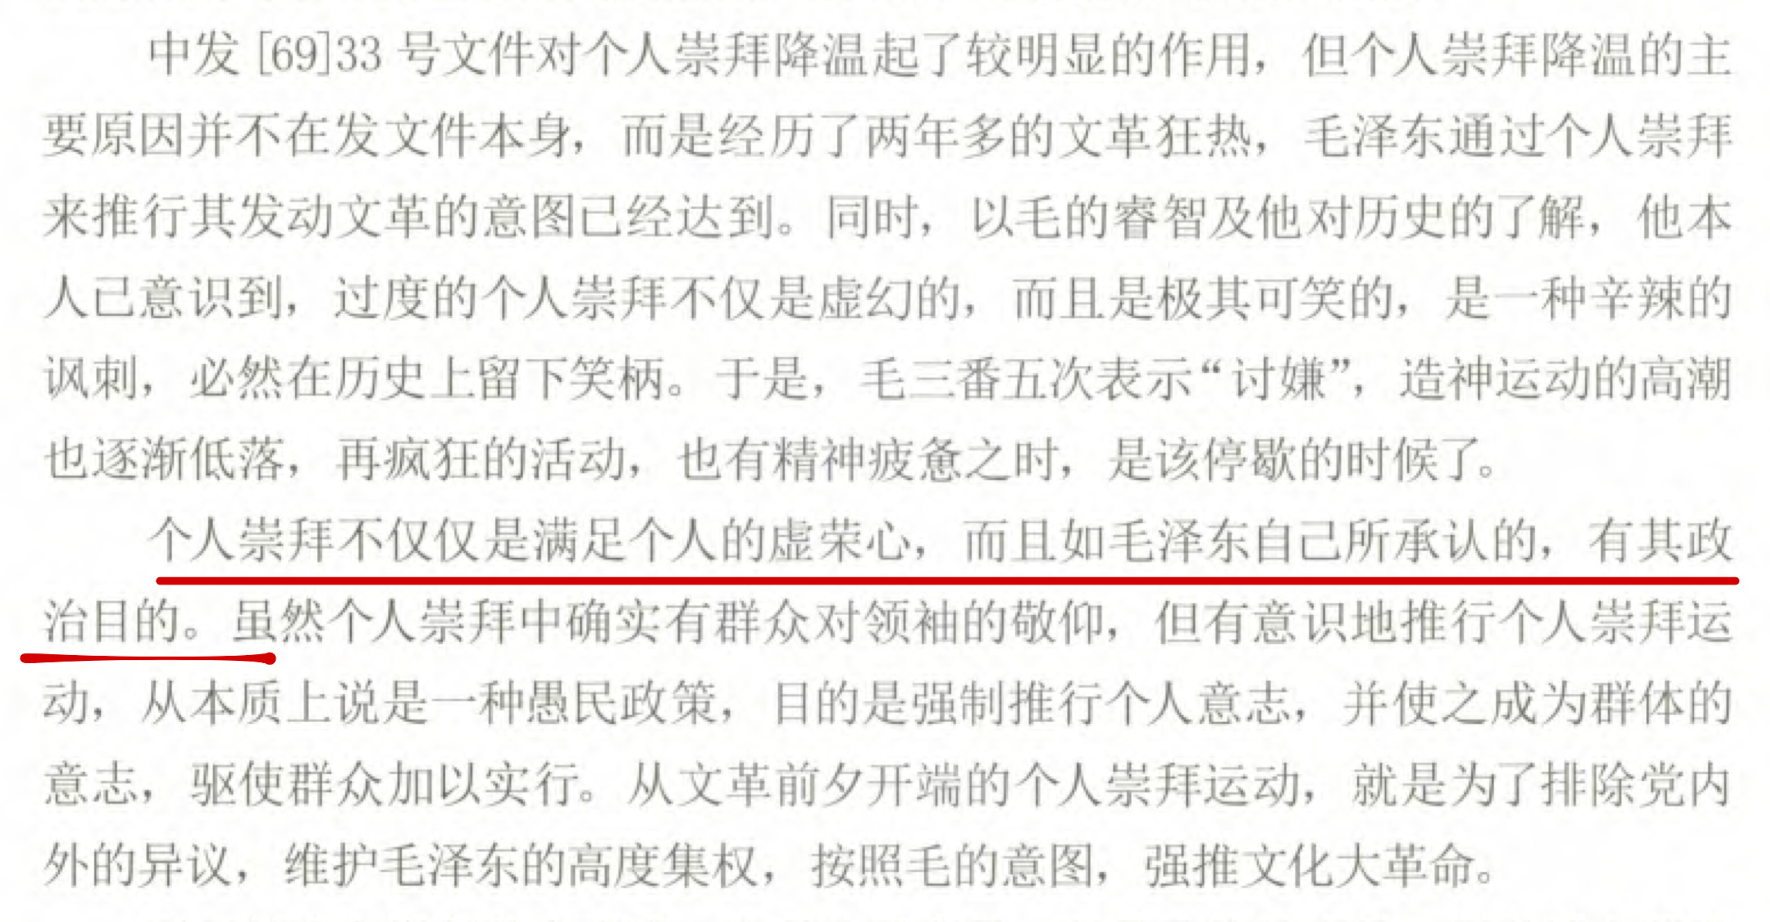 中发[69]33 号文件对个人崇拜降温起了较明显的作用，但个人崇拜降温的主
要原因并不在发文件本身，而是经历了两年多的文革狂热，毛泽东通过个人崇拜
来推行其发动文革的意图已经达到。同时，以毛的睿智及他对历史的了解，他本
人已意识到，过度的个人崇拜不仅是虚幻的，而且是极其可笑的，是一种辛辣的
讽刺，必然在历史上留下笑柄。于是，毛三番五次表示“讨嫌”，造神运动的高潮
也逐渐低落，再疯狂的活动，也有精神疲惫之时，是该停歇的时候了。
个人崇拜不仅仅是满足个人的虚荣心，而且如毛泽东自己所承认的，有其政
治目的。虽然个人崇拜中确实有群众对领袖的敬仰，但有意识地推行个人崇拜运
动，从本质上说是一种愚民政策，目的是强制推行个人意志，并使之成为群体的
意志，驱使群众加以实行。从文革前夕开端的个人崇拜运动，就是为了排除党内
外的异议，维护毛泽东的高度集权，按照毛的意图，强推文化大革命。